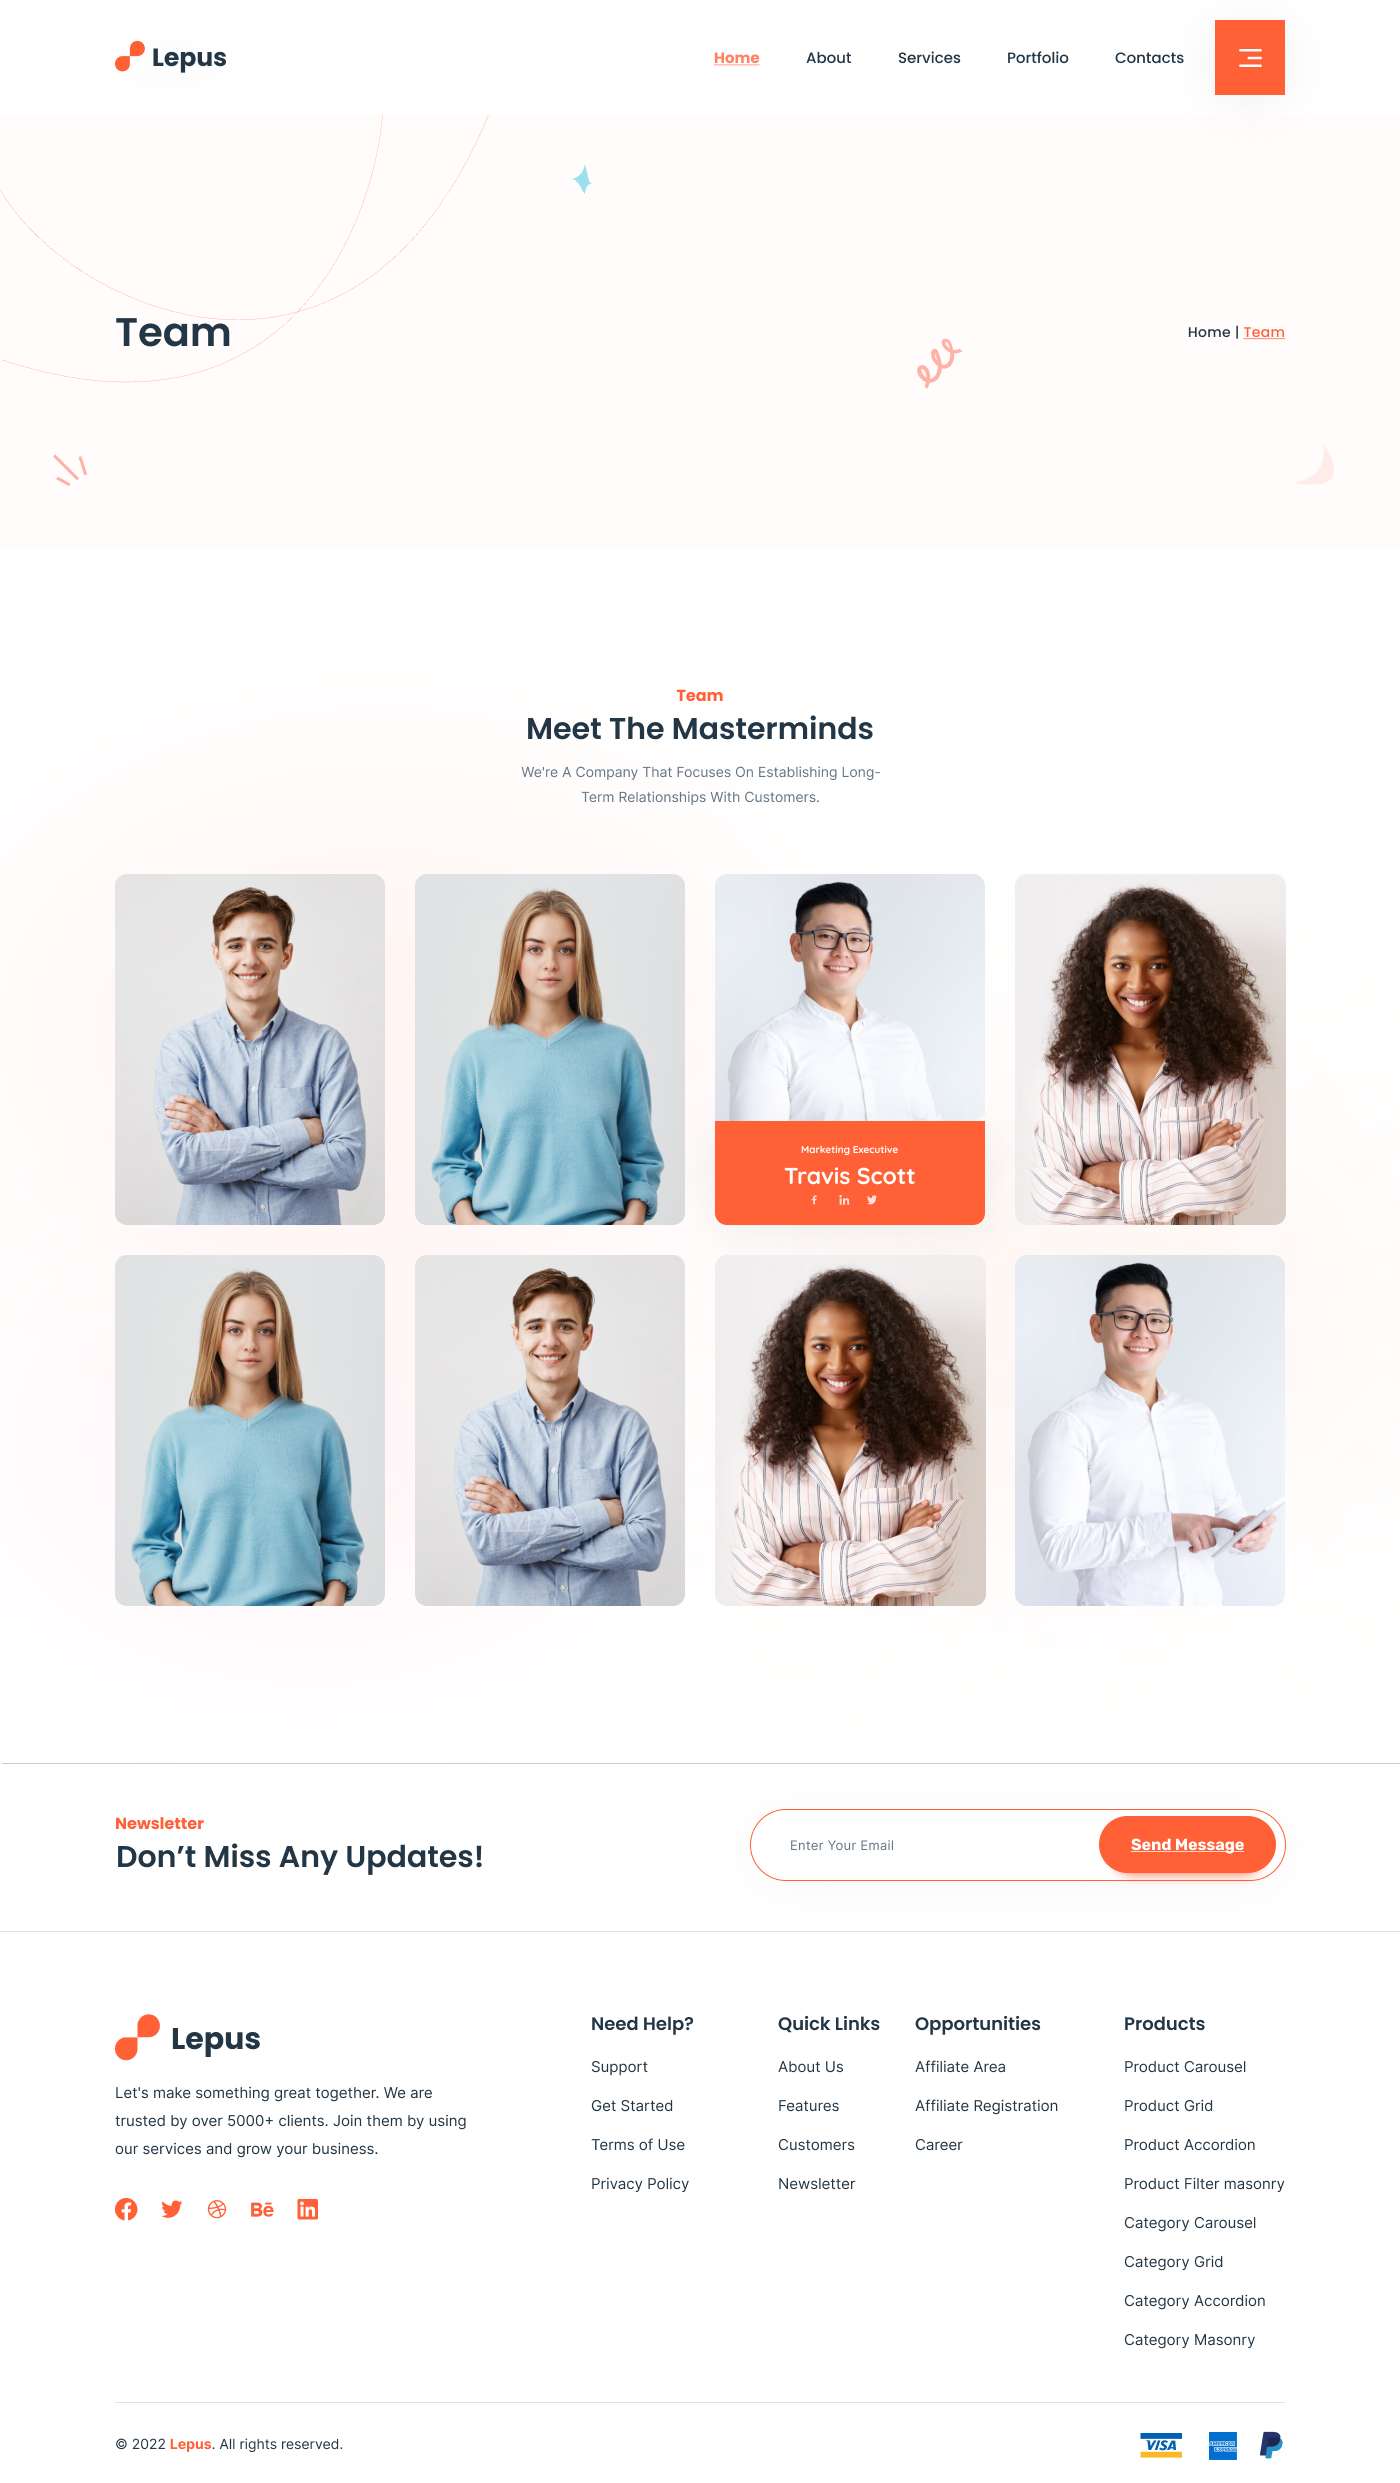 Lepus
Home
About
Services
Portfolio
Contacts
Team
Home | Team
Team
Meet The Masterminds
We're A Company That Focuses On Establishing Long-
Term Relationships With Customers.
Marketing Executive
Travis Scott
Newsletter
Don't Miss Any Updates!
Enter Your Email
Send Message
Lepus
Let's make something great together. We are
trusted by over 5000+ clients. Join them by using
our services and grow your business.
Need Help?
Support
Get Started
Terms of Use
Privacy Policy
Quick Links
About Us
Features
Customers
Newsletter
Opportunities
Affiliate Area
Affiliate Registration
Career
Products
Product Carousel
Product Grid
Product Accordion
Product Filter masonry
Category Carousel
Category Grid
Category Accordion
Category Masonry
© 2022 Lepus. All rights reserved.
VISA
AMERICAN
EXPRESS